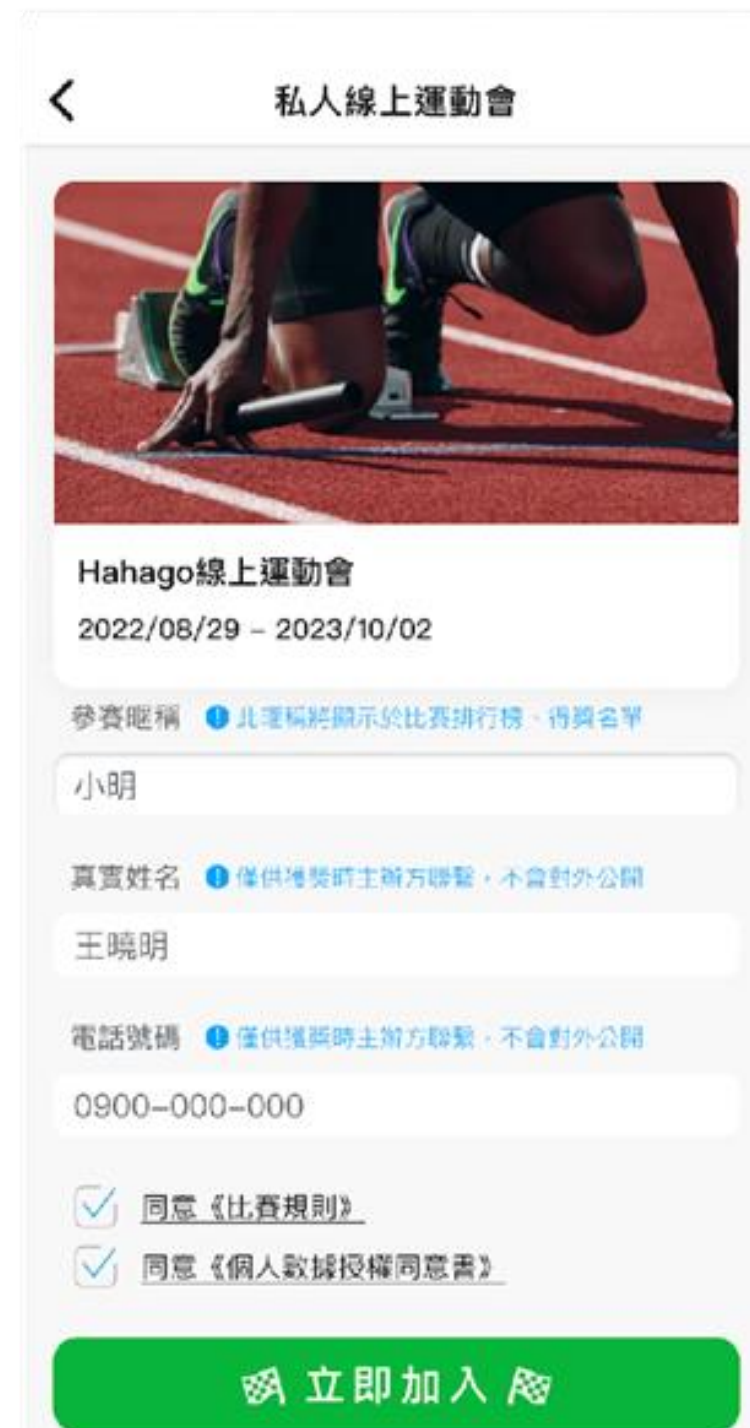 私人線上運動會
Hahago線上運動會
2022/08/29 – 2023/10/02
參賽暱稱 此暱稱將顯示於比賽排行榜、得獎名單
小明
真實姓名 僅供獲獎時主辦方聯繫，不會對外公開
王曉明
電話號碼 僅供獲獎時主辦方聯繫，不會對外公開
0900–000–000
同意《比賽規則》
同意《個人數據授權同意書》
立即加入